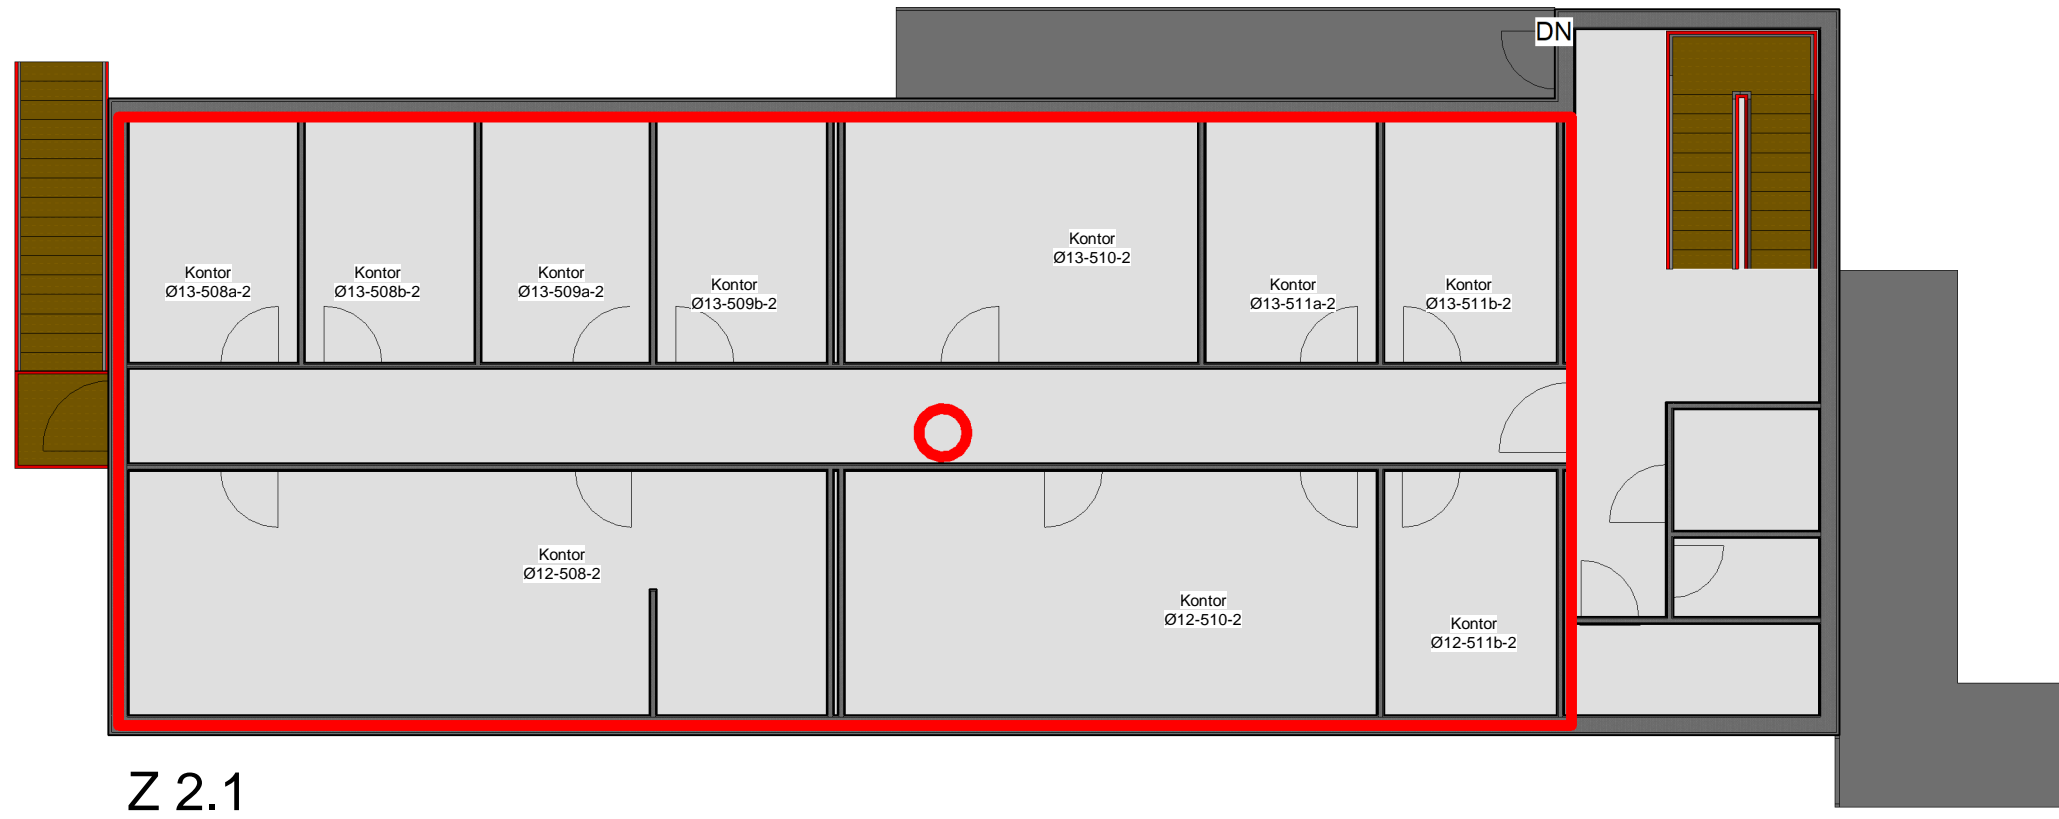 DN
Kontor
Ø13-508a-2
Kontor
Ø13-508b-2
Kontor
Ø13-509a-2
Kontor
Ø13-509b-2
Kontor
Ø13-510-2
Kontor
Ø13-511a-2
Kontor
Ø13-511b-2
Kontor
Ø12-508-2
Kontor
Ø12-510-2
Kontor
Ø12-511b-2
Z 2.1